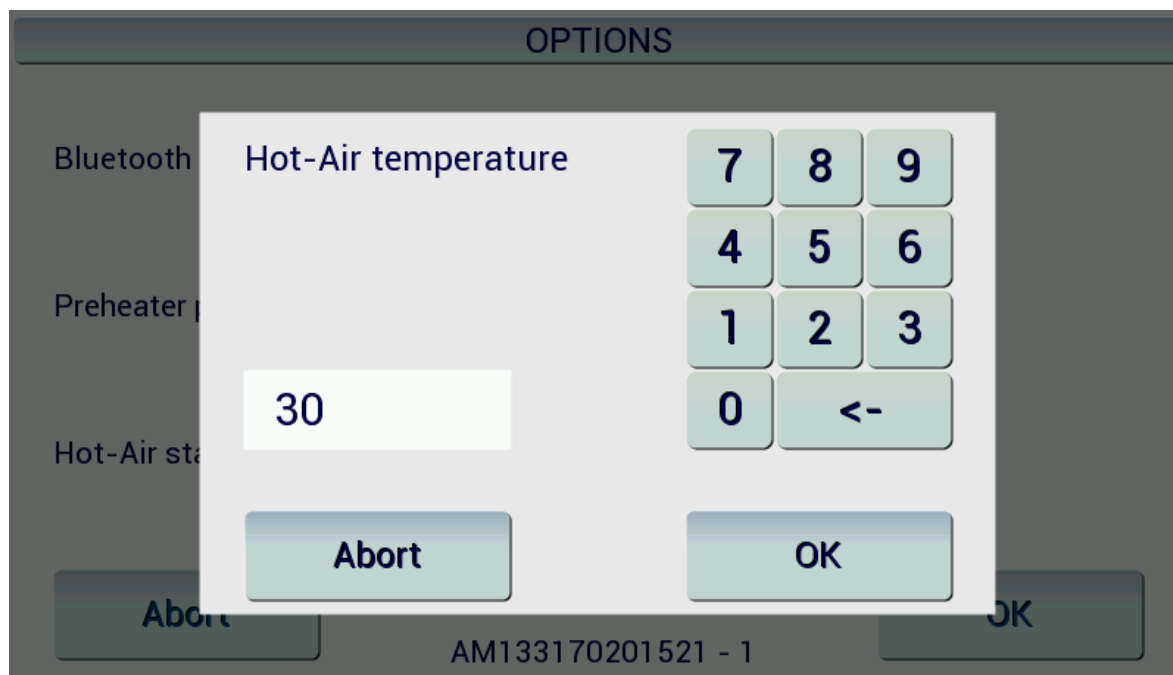 OPTIONS
Bluetooth
Hot-Air temperature
7 8 9
4 5 6
Preheater
1 2 3
30
0 <-
Hot-Air
Abort OK
Abort OK
AM133170201521 - 1